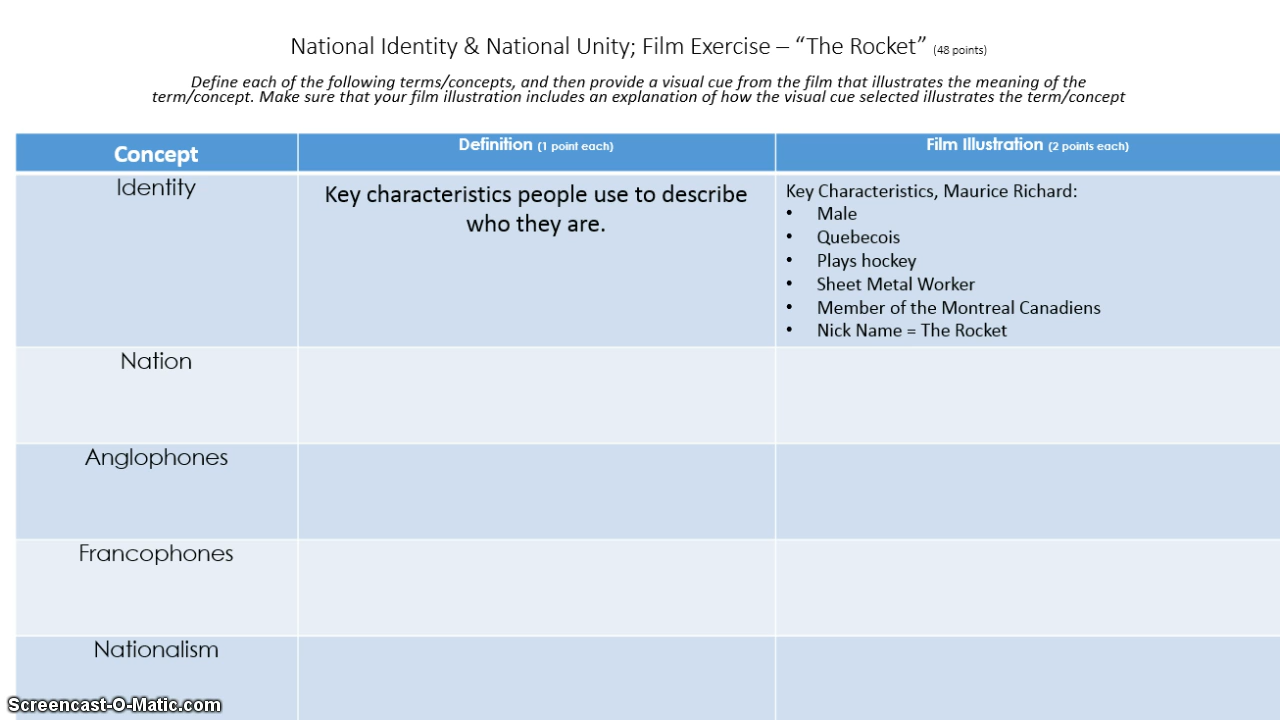 National Identity & National Unity; Film Exercise – “The Rocket” (48 points)
Define each of the following terms/concepts, and then provide a visual cue from the film that illustrates the meaning of the
term/concept. Make sure that your film illustration includes an explanation of how the visual cue selected illustrates the term/concept
Concept
Definition (1 point each)
Film Illustration (2 points each)
Identity
Key characteristics people use to describe
who they are.
Key Characteristics, Maurice Richard:
• Male
• Quebecois
• Plays hockey
• Sheet Metal Worker
• Member of the Montreal Canadiens
• Nick Name = The Rocket
Nation
Anglophones
Francophones
Nationalism
Screencast-O-Matic.com